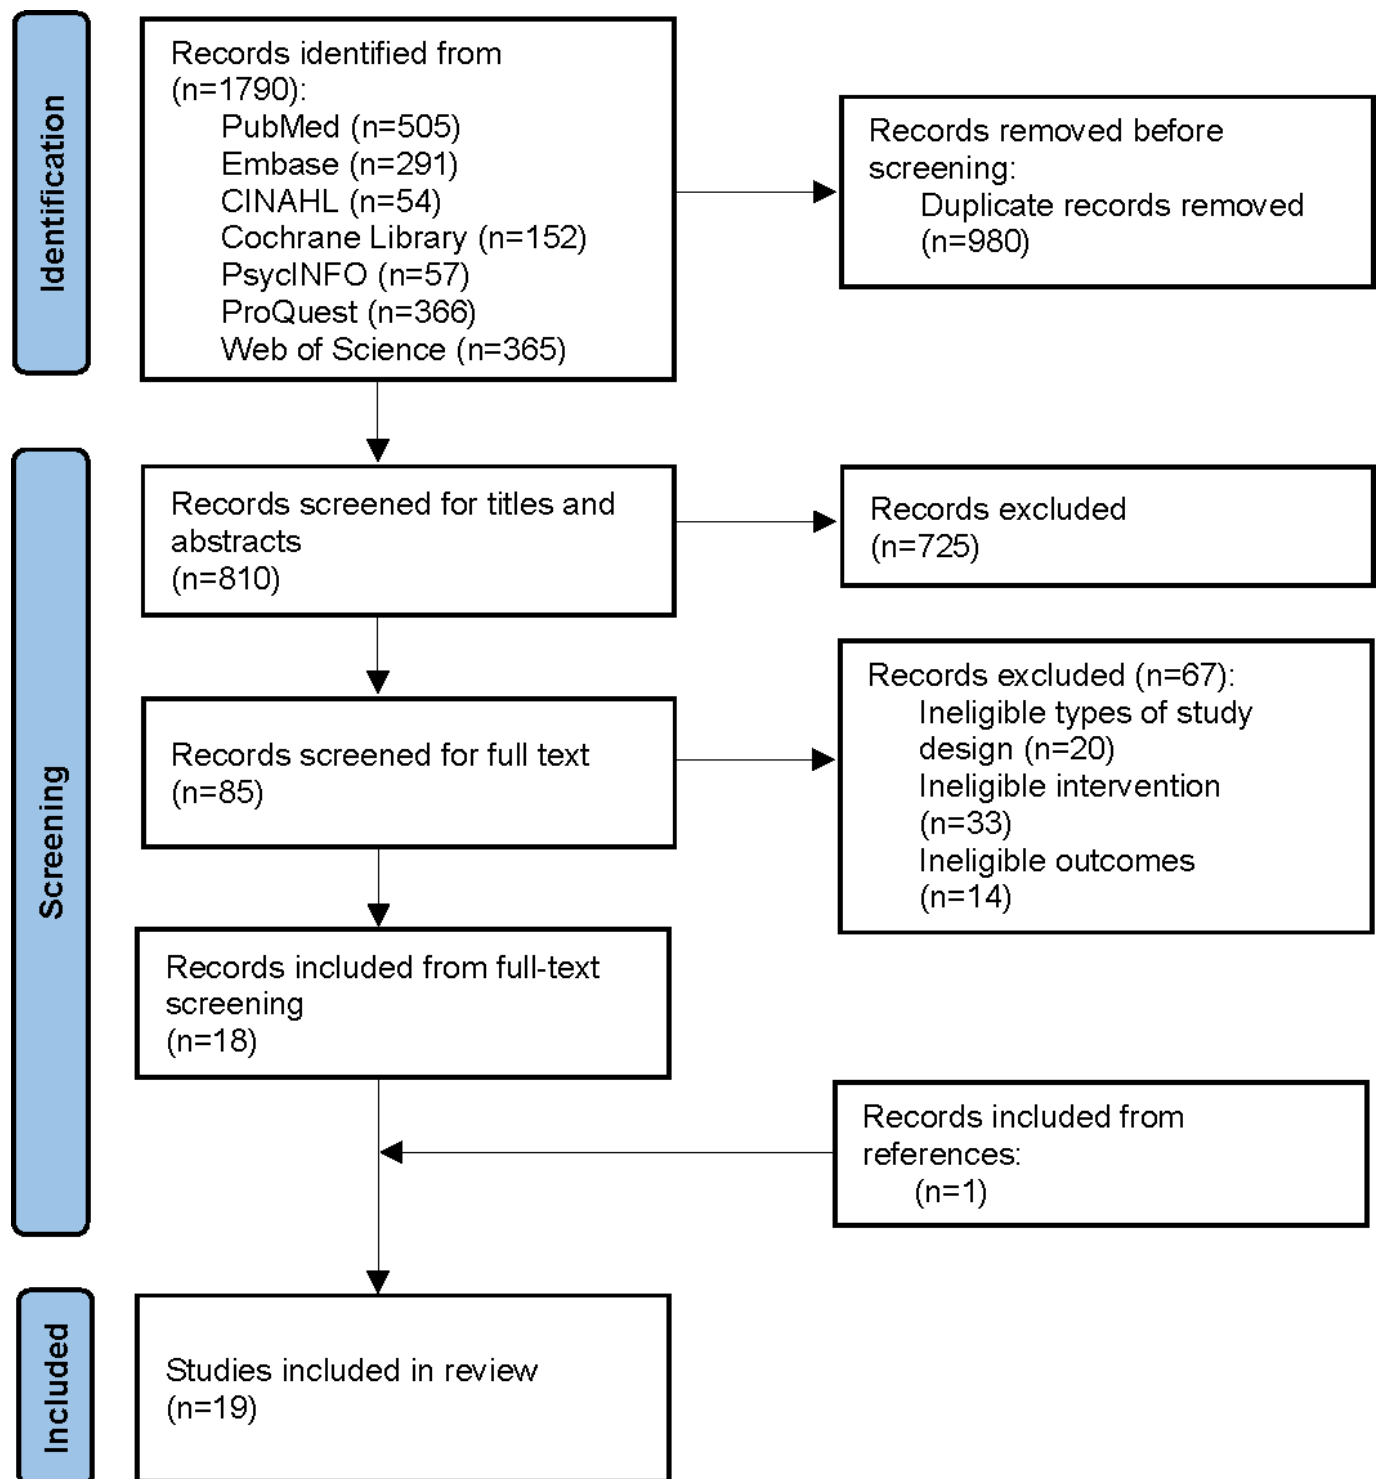 Identification
Records identified from
(n=1790):
PubMed (n=505)
Embase (n=291)
CINAHL (n=54)
Cochrane Library (n=152)
PsycINFO (n=57)
ProQuest (n=366)
Web of Science (n=365)
Records removed before
screening:
Duplicate records removed
(n=980)
Screening
Records screened for titles and
abstracts
(n=810)
Records excluded
(n=725)
Records screened for full text
(n=85)
Records excluded (n=67):
Ineligible types of study
design (n=20)
Ineligible intervention
(n=33)
Ineligible outcomes
(n=14)
Records included from full-text
screening
(n=18)
Records included from
references:
(n=1)
Included
Studies included in review
(n=19)